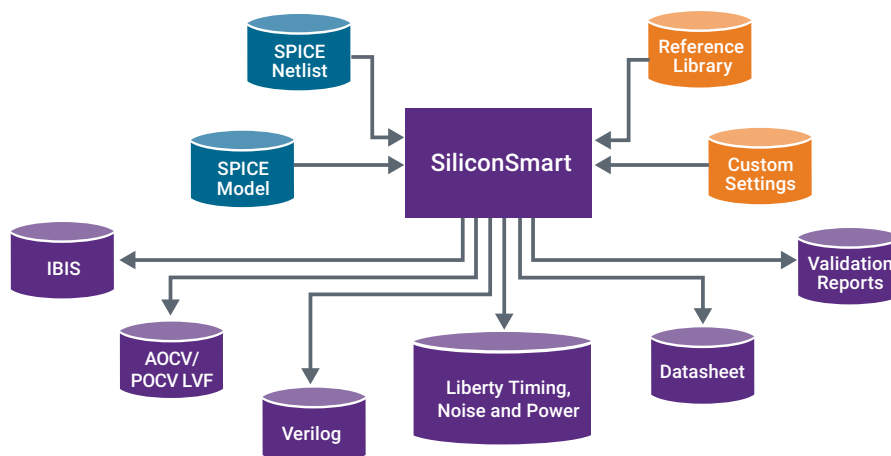 SPICE
Netlist
Reference
Library
SiliconSmart
SPICE
Model
Custom
Settings
IBIS
Validation
Reports
AOCV/
POCV LVF
Verilog
Liberty Timing,
Noise and Power
Datasheet